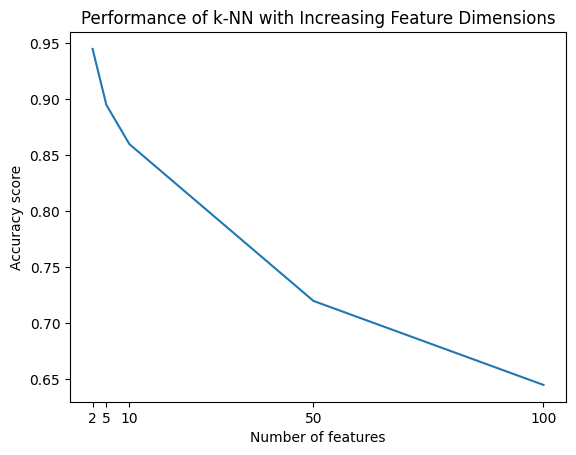 Performance of k-NN with Increasing Feature Dimensions
0.95
0.90
0.85
0.80
0.75
0.70
0.65
Accuracy score
2 5 10 50 100
Number of features